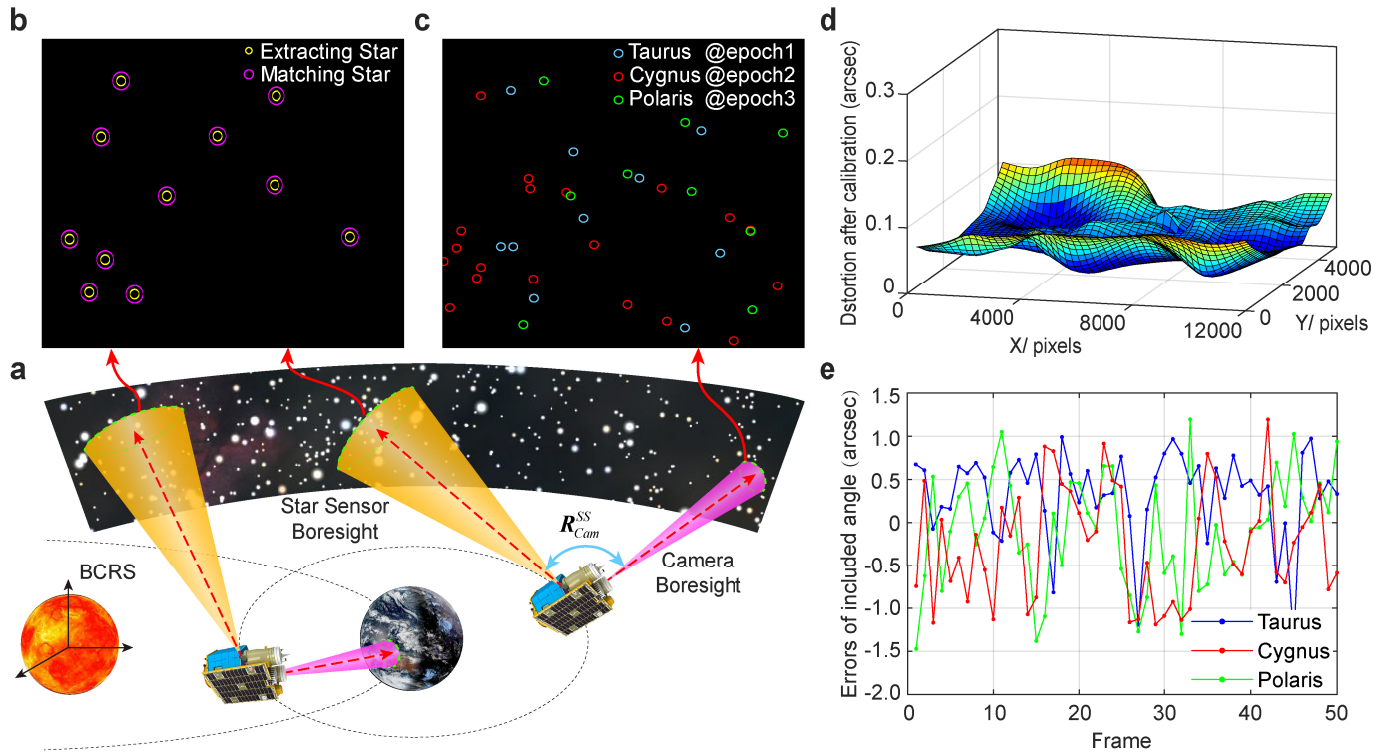 b
Extracting Star
Matching Star
c
Taurus @epoch1
Cygnus @epoch2
Polaris @epoch3
d
Dstortion after calibration (arcsec)
0.3
0.2
0.1
0
0
4000
8000
12000
X/ pixels
0
2000
4000
Y/ pixels
a
Star Sensor
Boresight
R SS Cam
Camera
Boresight
BCRS
e
Errors of included angle (arcsec)
1.5
1.0
0.5
0
-0.5
-1.0
-1.5
-2.0
0
10
20
30
40
50
Frame
Taurus
Cygnus
Polaris